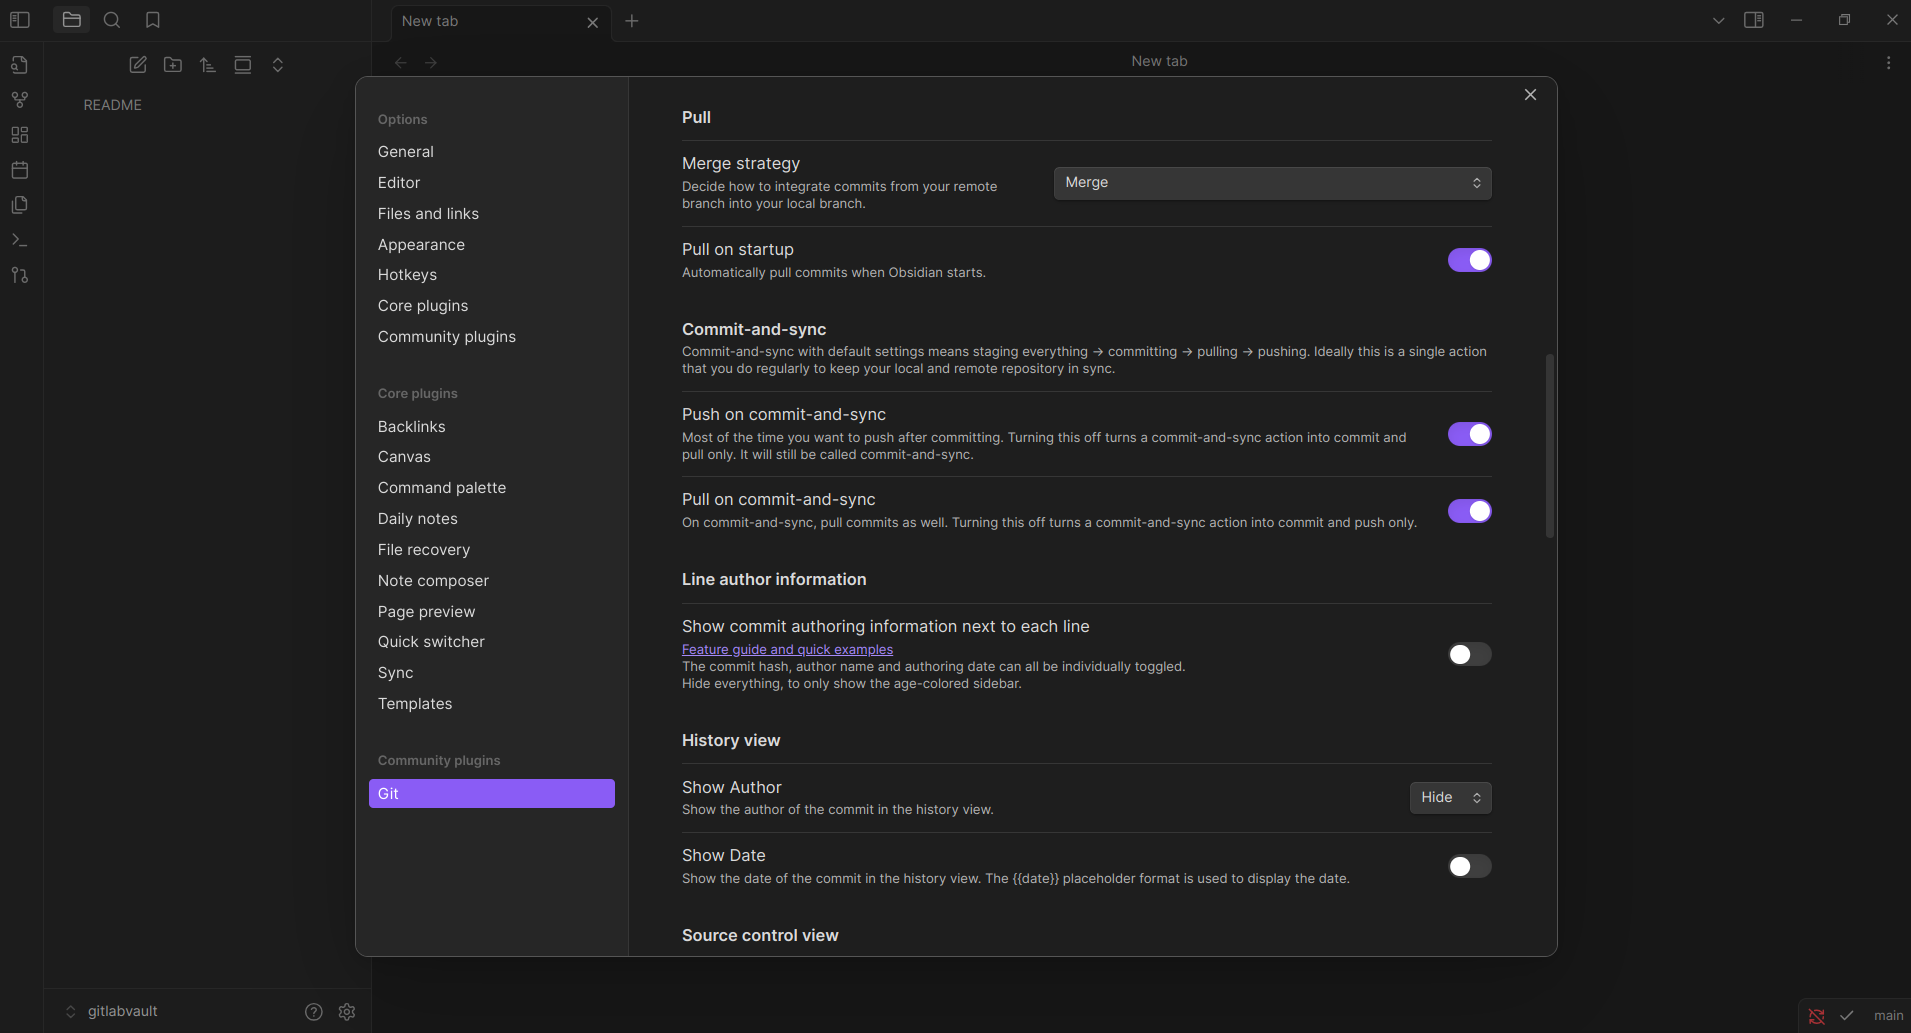 New tab
New tab
README
Options
General
Editor
Files and links
Appearance
Hotkeys
Core plugins
Community plugins
Core plugins
Backlinks
Canvas
Command palette
Daily notes
File recovery
Note composer
Page preview
Quick switcher
Sync
Templates
Community plugins
Git
Pull
Merge strategy
Decide how to integrate commits from your remote
branch into your local branch.
Merge
Pull on startup
Automatically pull commits when Obsidian starts.
Commit-and-sync
Commit-and-sync with default settings means staging everything → committing → pulling → pushing. Ideally this is a single action
that you do regularly to keep your local and remote repository in sync.
Push on commit-and-sync
Most of the time you want to push after committing. Turning this off turns a commit-and-sync action into commit and
pull only. It will still be called commit-and-sync.
Pull on commit-and-sync
On commit-and-sync, pull commits as well. Turning this off turns a commit-and-sync action into commit and push only.
Line author information
Show commit authoring information next to each line
Feature guide and quick examples
The commit hash, author name and authoring date can all be individually toggled.
Hide everything, to only show the age-colored sidebar.
History view
Show Author
Show the author of the commit in the history view.
Hide
Show Date
Show the date of the commit in the history view. The {{date}} placeholder format is used to display the date.
Source control view
gitlabvault
main